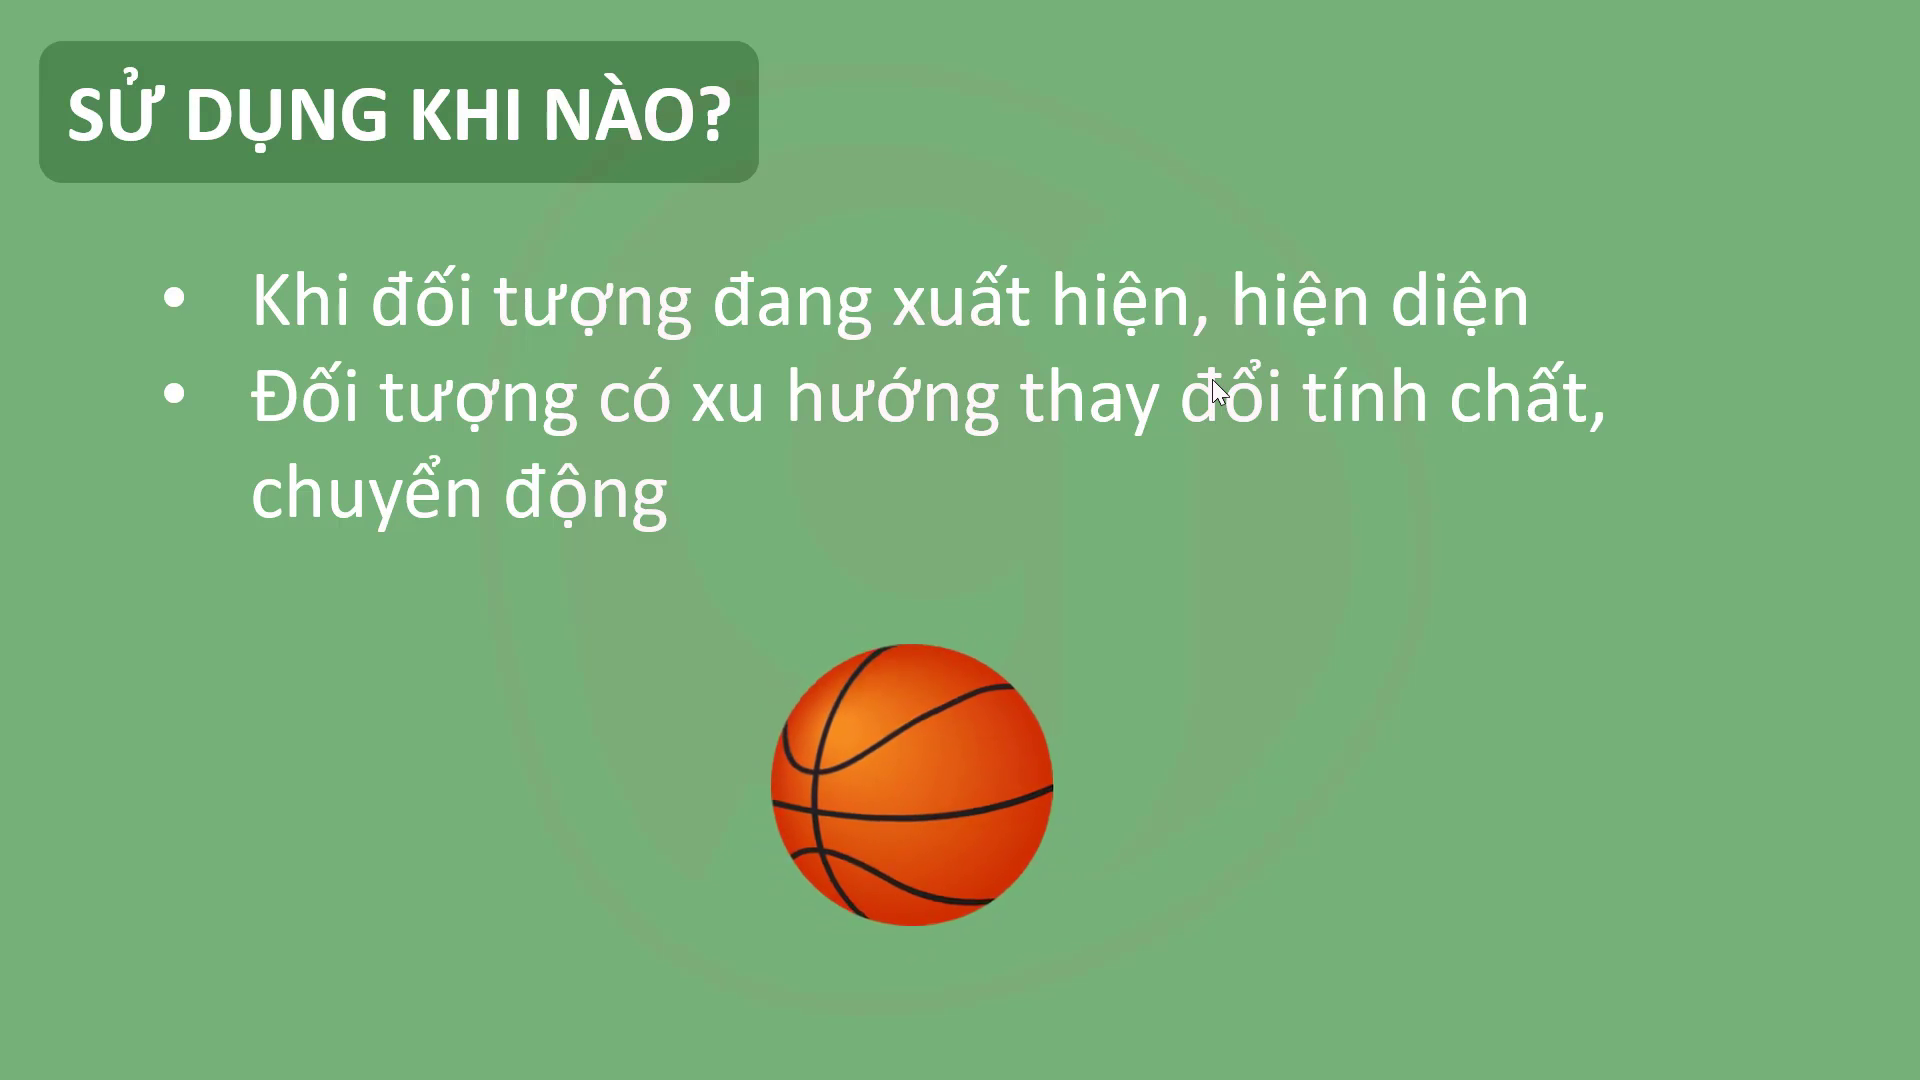 SỬ DỤNG KHI NÀO?
• Khi đối tượng đang xuất hiện, hiện diện
• Đối tượng có xu hướng thay đổi tính chất,
chuyển động